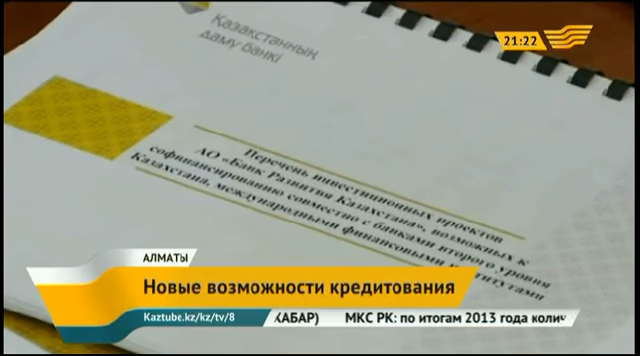 Қазақстанның
даму банкі
21:22
Перечень инвестиционных проектов
АО «Банк Развития Казахстана», возможных к
софинансированию совместно с банками второго уровня
Казахстана, международными финансовыми институтами
АЛМАТЫ
Новые возможности кредитования
Kaztube.kz/kz/tv/8
ХАБАР) МКС РК: по итогам 2013 года колич